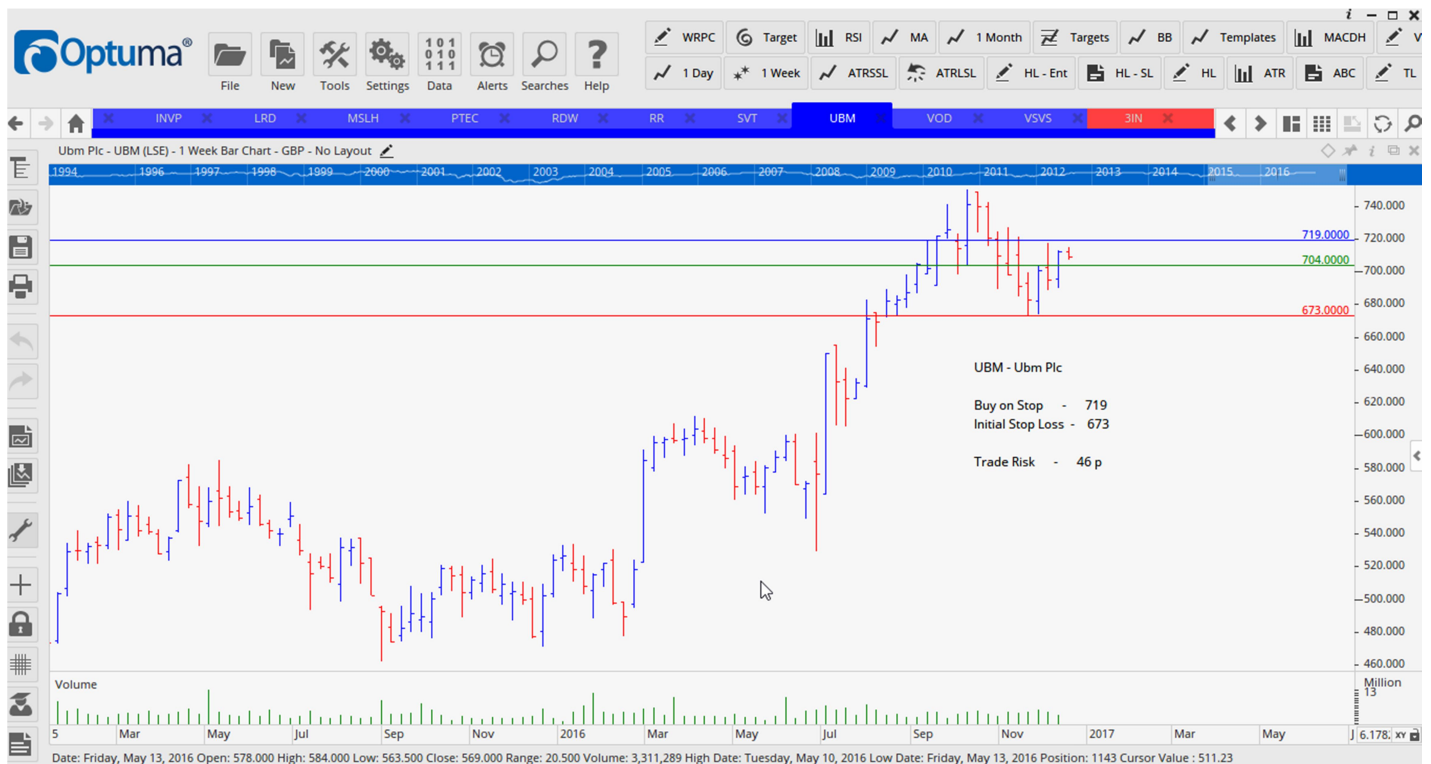 i
Optuma®
File New Tools Settings Data Alerts Searches Help
WRPC Target RSI MA 1 Month Targets BB Templates MACDH V
1 Day 1 Week ATRSSL ATRLSL HL - Ent HL - SL HL ATR ABC TL
INVP LRD MSLH PTEC RDW RR SVT UBM VOD VSVS 3IN
Ubm Plc - UBM (LSE) - 1 Week Bar Chart - GBP - No Layout
1994 1996 1997 1998 1999 2000 2001 2002 2003 2004 2005 2006 2007 2008 2009 2010 2011 2012 2013 2014 2015 2016
740.000
719.0000
720.000
704.0000
700.000
680.000
673.0000
660.000
640.000
620.000
600.000
580.000
560.000
540.000
520.000
500.000
480.000
460.000
UBM - Ubm Plc
Buy on Stop - 719
Initial Stop Loss - 673
Trade Risk - 46 p
Volume
Million
13
5 Mar May Jul Sep Nov 2016 Mar May Jul Sep Nov 2017 Mar May J 6.178: XY
Date: Friday, May 13, 2016 Open: 578.000 High: 584.000 Low: 563.500 Close: 569.000 Range: 20.500 Volume: 3,311,289 High Date: Tuesday, May 10, 2016 Low Date: Friday, May 13, 2016 Position: 1143 Cursor Value : 511.23